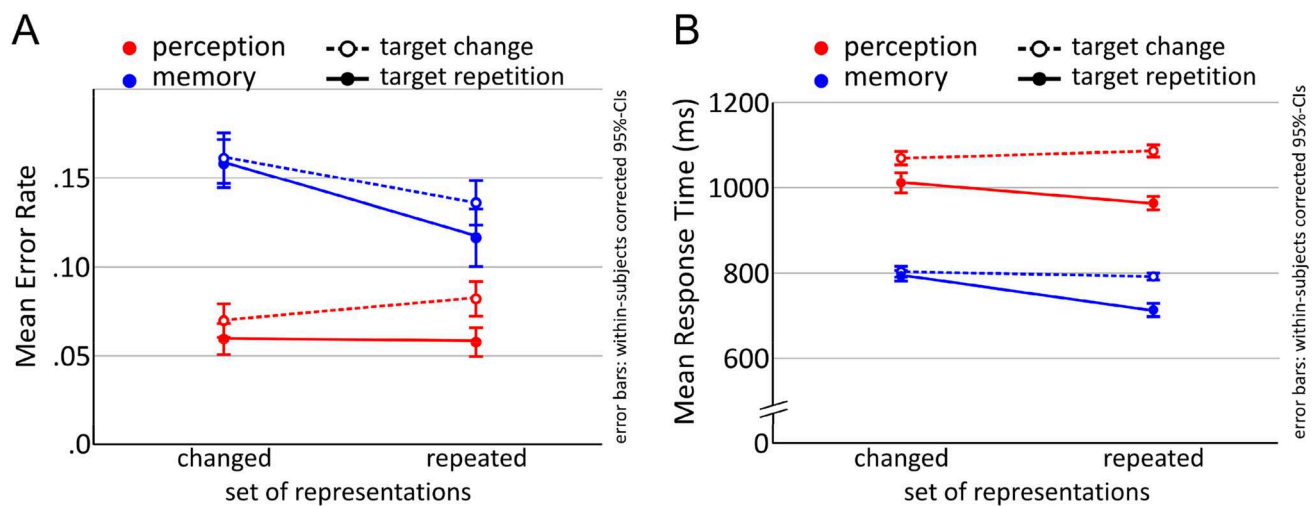 A
perception
target change
memory
target repetition
Mean Error Rate
.15
.10
.05
.0
changed
repeated
set of representations
error bars: within-subjects corrected 95%-CIs
B
perception
target change
memory
target repetition
Mean Response Time (ms)
1200
1000
800
600
0
changed
repeated
set of representations
error bars: within-subjects corrected 95%-CIs